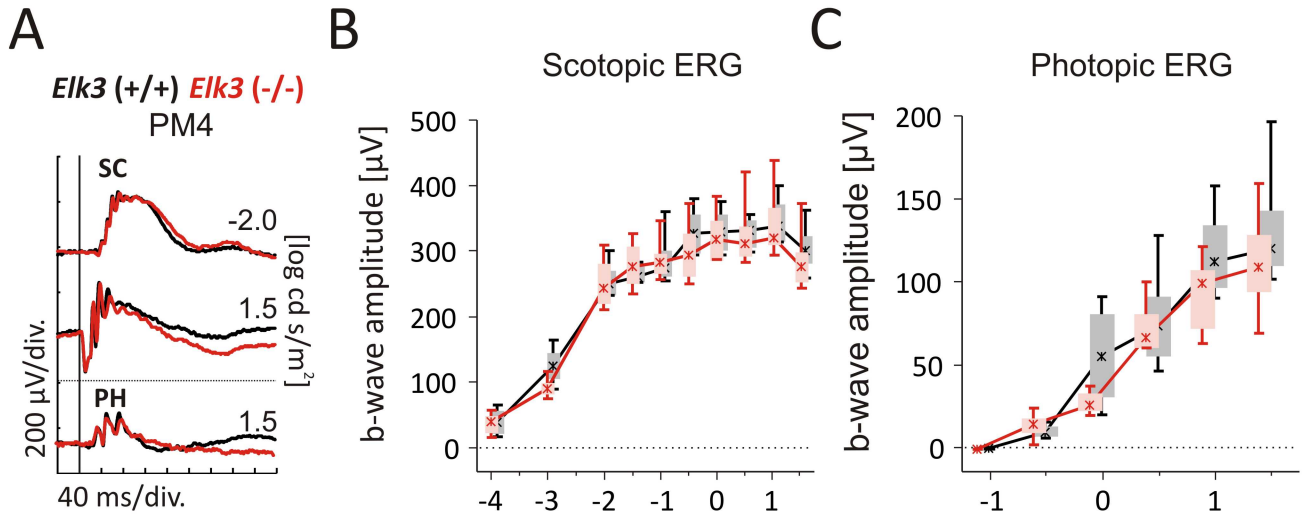 A
B
C
Elk3 (+/+) Elk3 (-/-)
PM4
SC
-2.0
1.5
PH
1.5
[log cd s/m²]
200 µV/div.
40 ms/div.
Scotopic ERG
b-wave amplitude [µV]
500
400
300
200
100
0
-4 -3 -2 -1 0 1
Photopic ERG
b-wave amplitude [µV]
200
150
100
50
0
-1 0 1